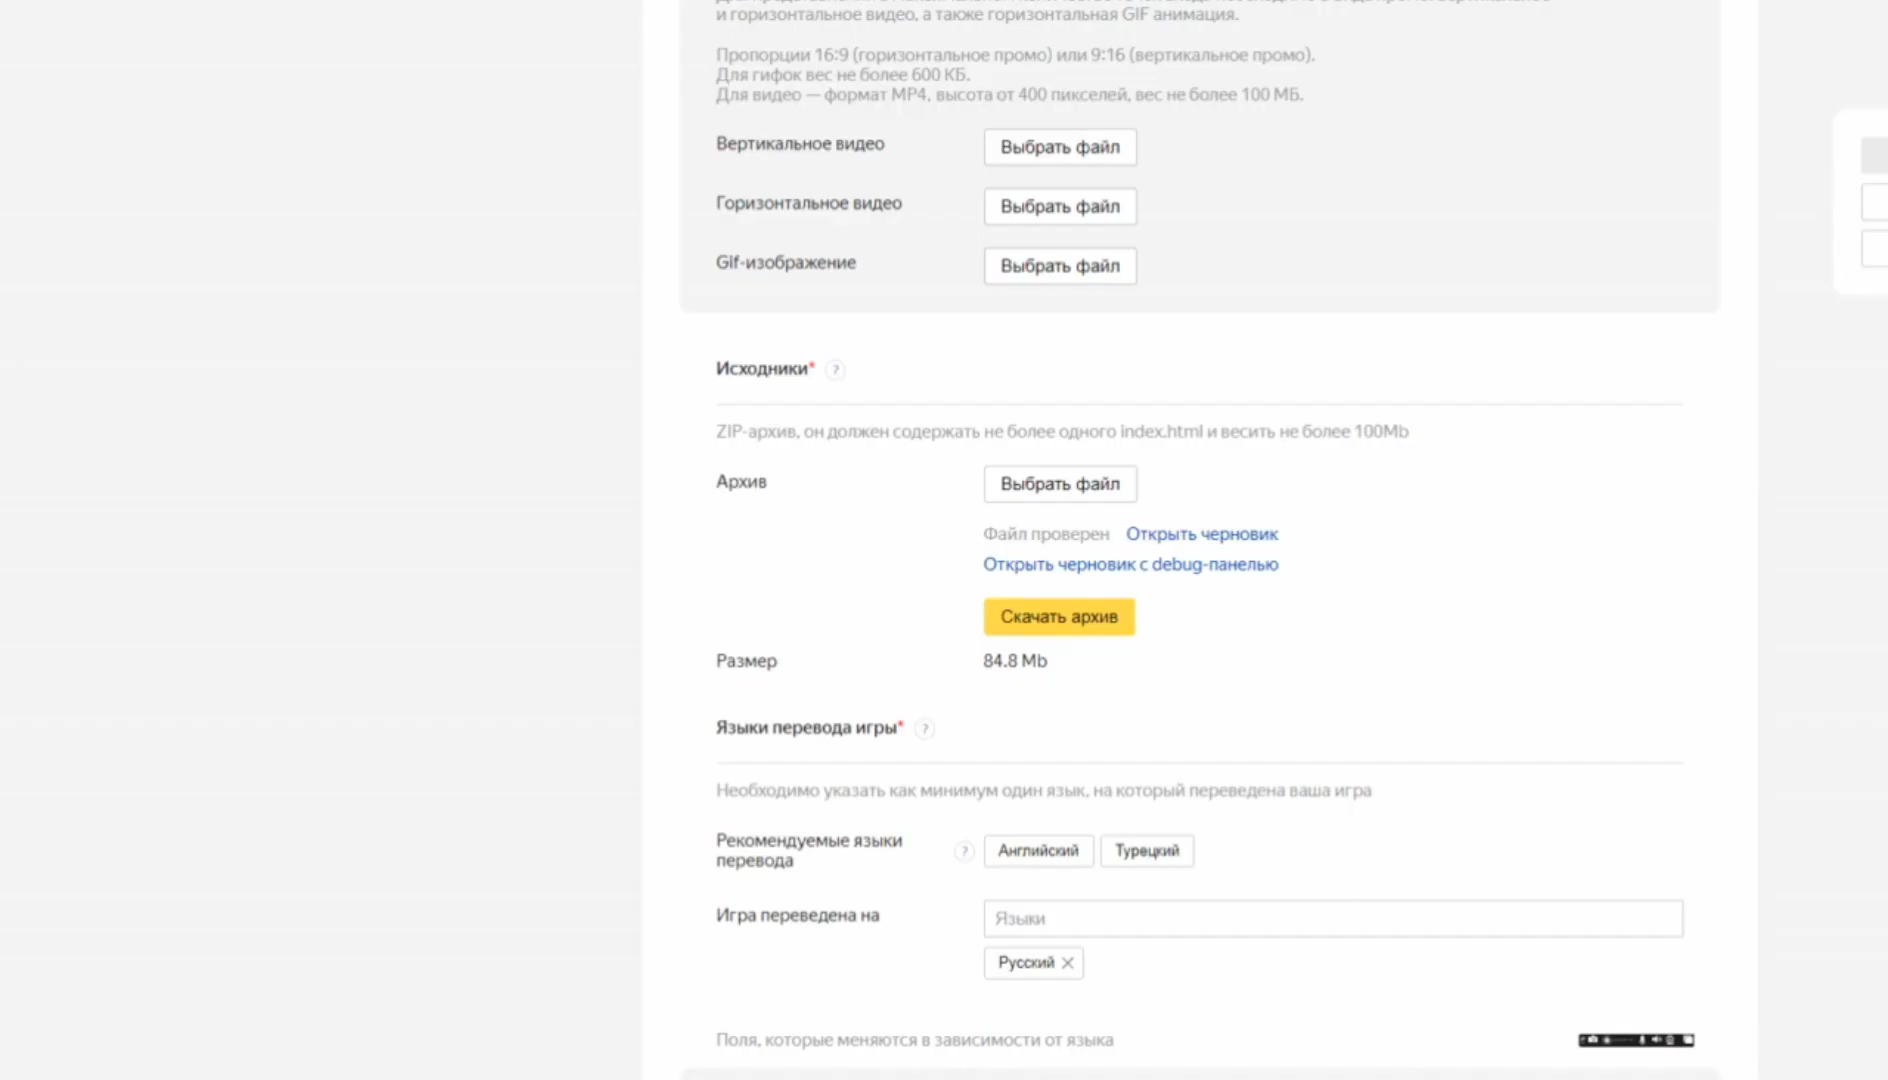 и горизонтальное видео, а также горизонтальная GIF анимация.
Пропорции 16:9 (горизонтальное промо) или 9:16 (вертикальное промо).
Для гифок вес не более 600 КБ.
Для видео — формат MP4, высота от 400 пикселей, вес не более 100 МБ.
Вертикальное видео
Выбрать файл
Горизонтальное видео
Выбрать файл
Gif-изображение
Выбрать файл
Исходники* ?
ZIP-архив, он должен содержать не более одного index.html и весить не более 100Mb
Архив
Выбрать файл
Файл проверен Открыть черновик
Открыть черновик с debug-панелью
Скачать архив
Размер
84.8 Mb
Языки перевода игры* ?
Необходимо указать как минимум один язык, на который переведена ваша игра
Рекомендуемые языки
перевода
? Английский Турецкий
Игра переведена на
Языки
Русский ×
Поля, которые меняются в зависимости от языка